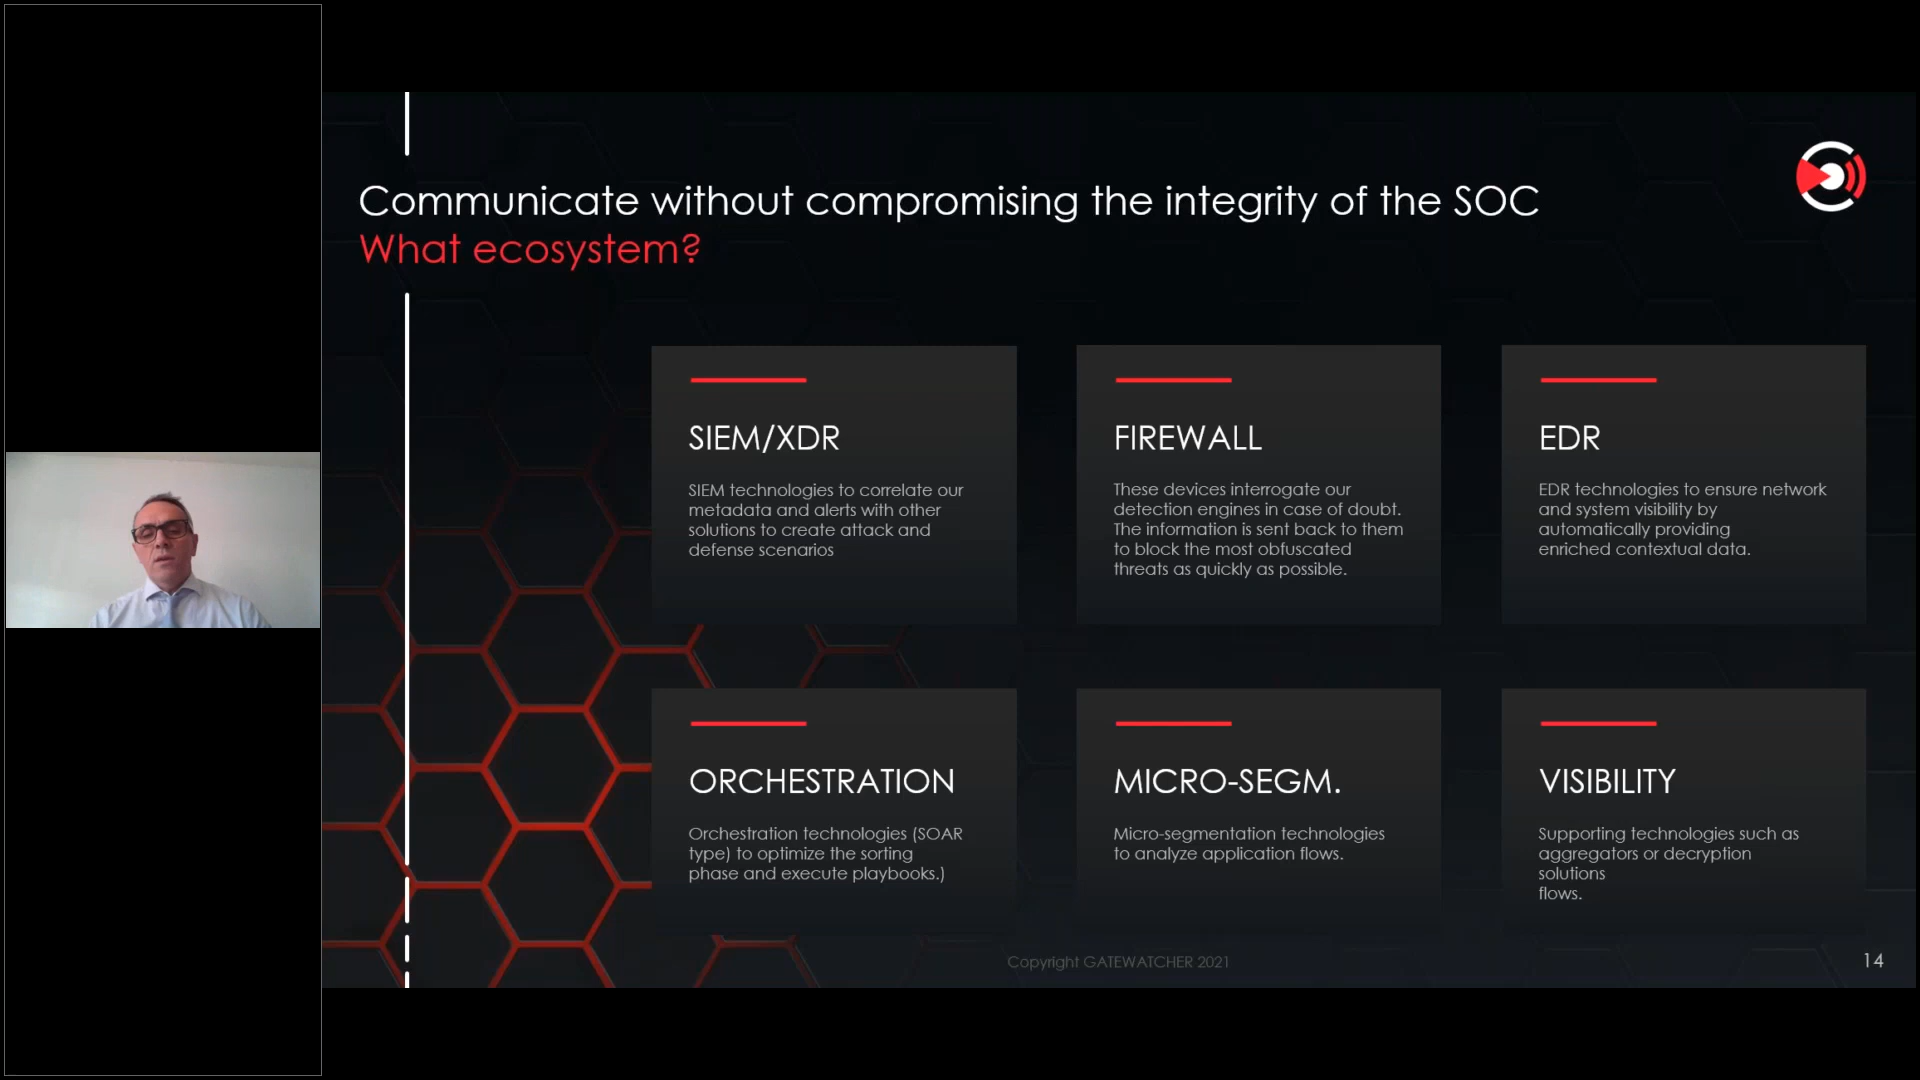 Communicate without compromising the integrity of the SOC
What ecosystem?
SIEM/XDR
SIEM technologies to correlate our
metadata and alerts with other
solutions to create attack and
defense scenarios
FIREWALL
These devices interrogate our
detection engines in case of doubt.
The information is sent back to them
to block the most obfuscated
threats as quickly as possible.
EDR
EDR technologies to ensure network
and system visibility by
automatically providing
enriched contextual data.
ORCHESTRATION
Orchestration technologies (SOAR
type) to optimize the sorting
phase and execute playbooks.)
MICRO-SEGM.
Micro-segmentation technologies
to analyze application flows.
VISIBILITY
Supporting technologies such as
aggregators or decryption
solutions
flows.
Copyright GATEWATCHER 2021
14